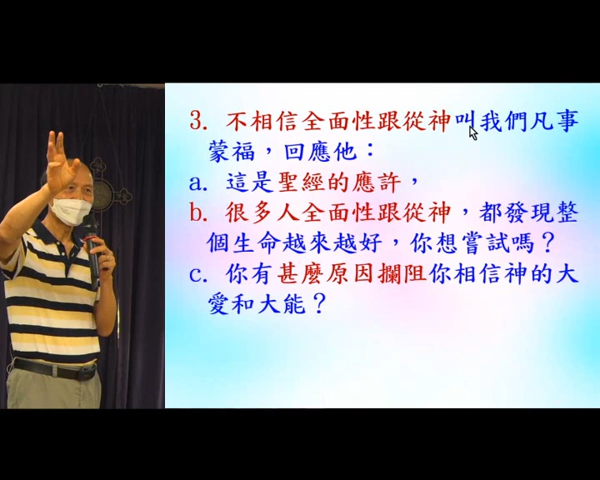 3. 不相信全面性跟從神叫我們凡事
蒙福，回應他：
a. 這是聖經的應許，
b. 很多人全面性跟從神，都發現整
個生命越來越好，你想嘗試嗎？
c. 你有甚麼原因攔阻你相信神的大
愛和大能？